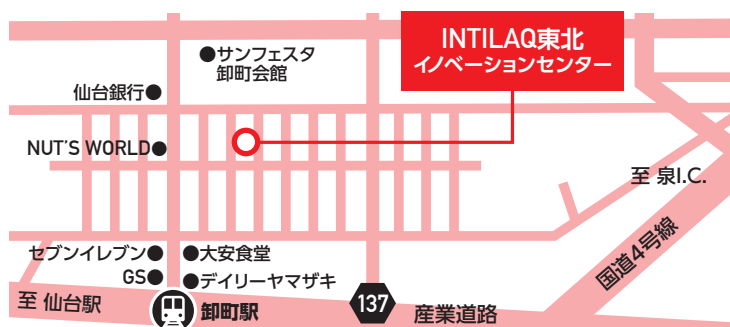 INTILAQ東北
イノベーションセンター
●サンフェスタ
卸町会館
仙台銀行●
NUT'S WORLD●
至 泉I.C.
国道4号線
セブンイレブン●
●大安食堂
GS●
●デイリーヤマザキ
至 仙台駅
卸町駅
137
産業道路